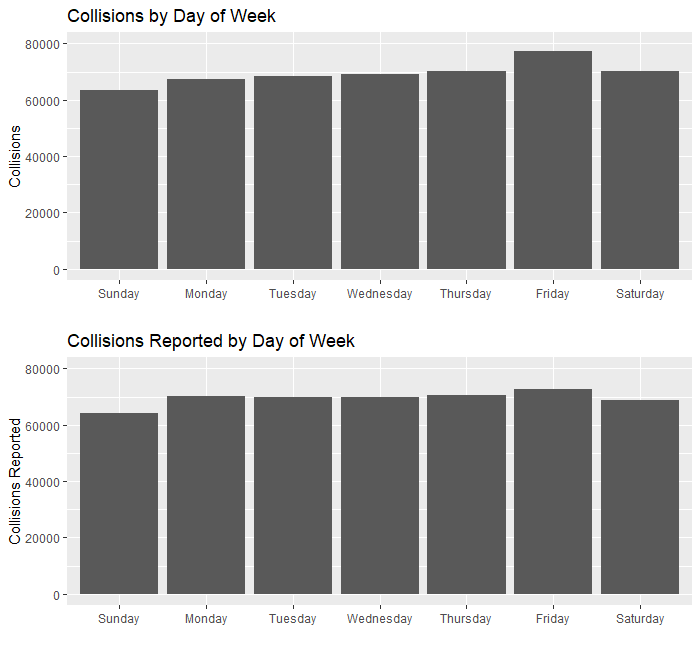 Collisions by Day of Week
80000
60000
40000
20000
0
Collisions
Sunday Monday Tuesday Wednesday Thursday Friday Saturday
Collisions Reported by Day of Week
80000
60000
40000
20000
0
Collisions Reported
Sunday Monday Tuesday Wednesday Thursday Friday Saturday